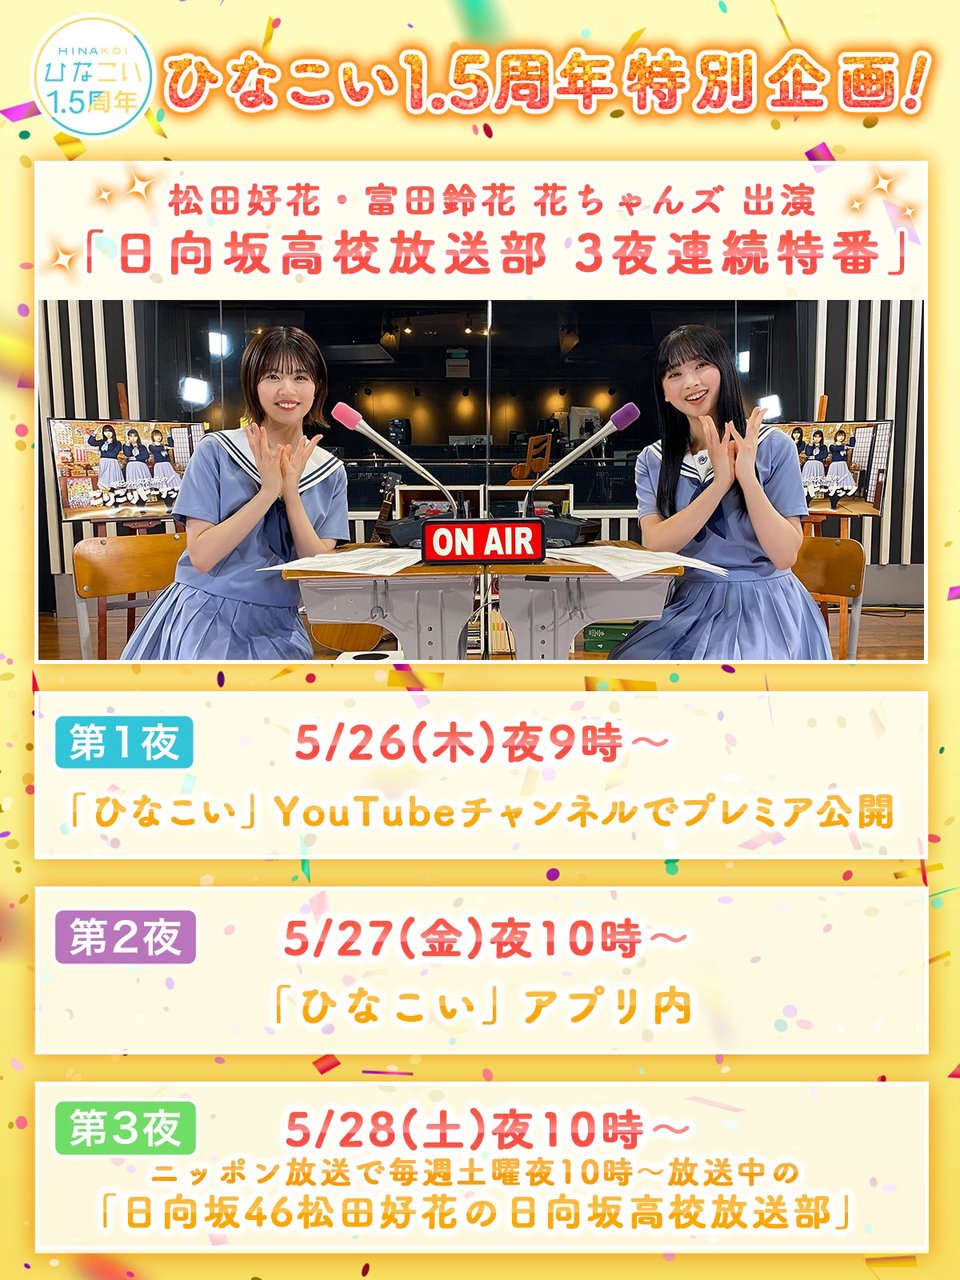 HINAKOI
ひなこい
1.5周年
ひなこい1.5周年特別企画!
松田好花・富田鈴花 花ちゃんズ 出演
「日向坂高校放送部 3夜連続特番」
ON AIR
第1夜
5/26(木)夜9時～
「ひなこい」YouTubeチャンネルでプレミア公開
第2夜
5/27(金)夜10時～
「ひなこい」アプリ内
第3夜
5/28(土)夜10時～
ニッポン放送で毎週土曜夜10時～放送中の
「日向坂46松田好花の日向坂高校放送部」